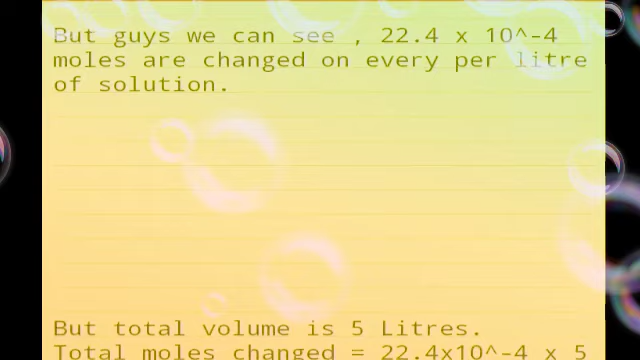 But guys we can see , 22.4 x 10^-4
moles are changed on every per litre
of solution.
But total volume is 5 Litres.
Total moles changed = 22.4x10^-4 x 5